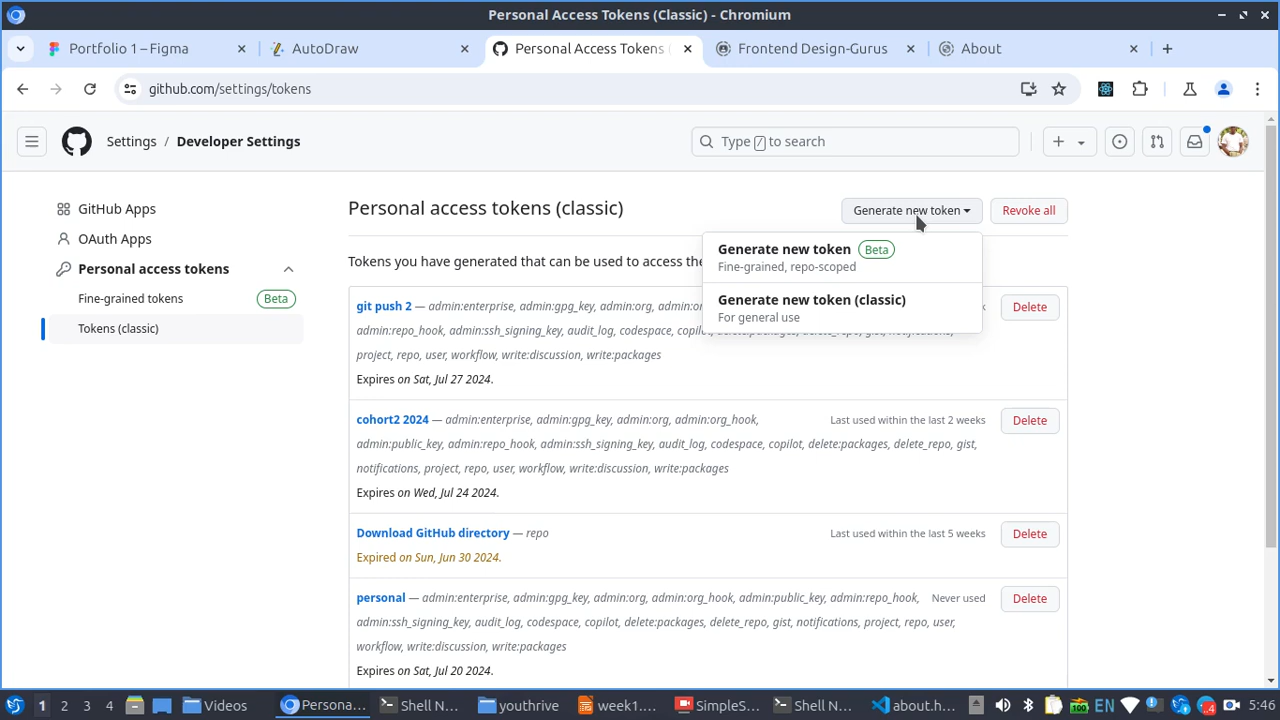 Personal Access Tokens (Classic) - Chromium
Portfolio 1 – Figma
AutoDraw
Personal Access Tokens (
Frontend Design-Gurus
About
github.com/settings/tokens
Settings / Developer Settings
Type / to search
GitHub Apps
OAuth Apps
Personal access tokens
Fine-grained tokens Beta
Tokens (classic)
Personal access tokens (classic)
Generate new token
Revoke all
Generate new token Beta
Fine-grained, repo-scoped
Generate new token (classic)
For general use
Tokens you have generated that can be used to access the
git push 2 — admin:enterprise, admin:gpg_key, admin:org,
Delete
admin:repo_hook, admin:ssh_signing_key, audit_log, codespace, copilot, delete:packages, delete_repo, gist, notifications,
project, repo, user, workflow, write:discussion, write:packages
Expires on Sat, Jul 27 2024.
cohort2 2024 — admin:enterprise, admin:gpg_key, admin:org, admin:org_hook,
Last used within the last 2 weeks
Delete
admin:public_key, admin:repo_hook, admin:ssh_signing_key, audit_log, codespace, copilot, delete:packages, delete_repo, gist,
notifications, project, repo, user, workflow, write:discussion, write:packages
Expires on Wed, Jul 24 2024.
Download GitHub directory — repo
Last used within the last 5 weeks
Delete
Expired on Sun, Jun 30 2024.
personal — admin:enterprise, admin:gpg_key, admin:org, admin:org_hook, admin:public_key, admin:repo_hook,
Never used
Delete
admin:ssh_signing_key, audit_log, codespace, copilot, delete:packages, delete_repo, gist, notifications, project, repo, user,
workflow, write:discussion, write:packages
Expires on Sat, Jul 20 2024.
1 2 3 4 Videos Persona... Shell N... youthrive week1.... SimpleS... Shell N... about.h... EN 5:46